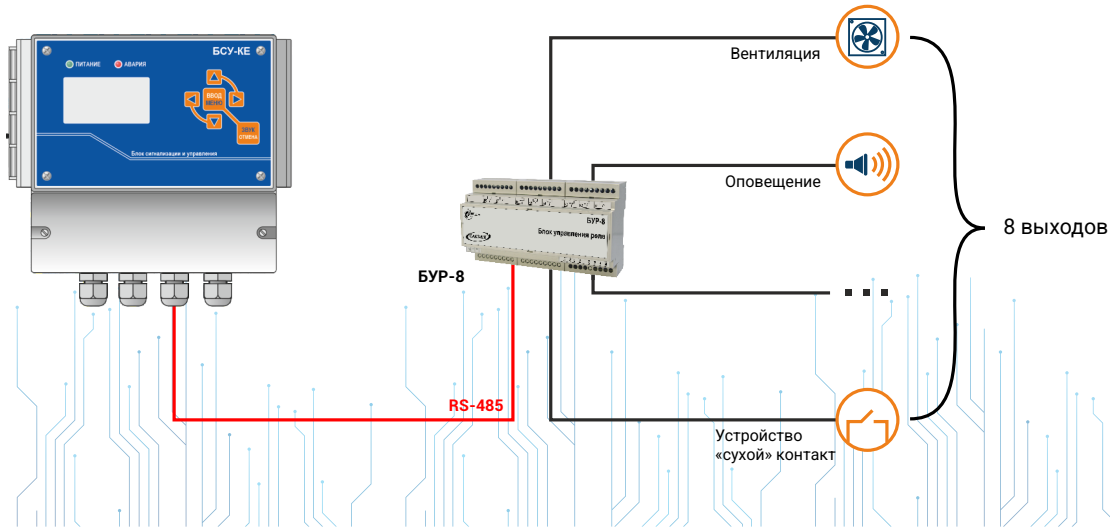 БСУ-КЕ
ПИТАНИЕ
АВАРИЯ
ВВОД
МЕНЮ
ЗВУК
ОТМЕНА
Блок сигнализации и управления
Вентиляция
Оповещение
БУР-8
Блок управления реле
БУР-8
8 выходов
RS-485
Устройство
«сухой» контакт